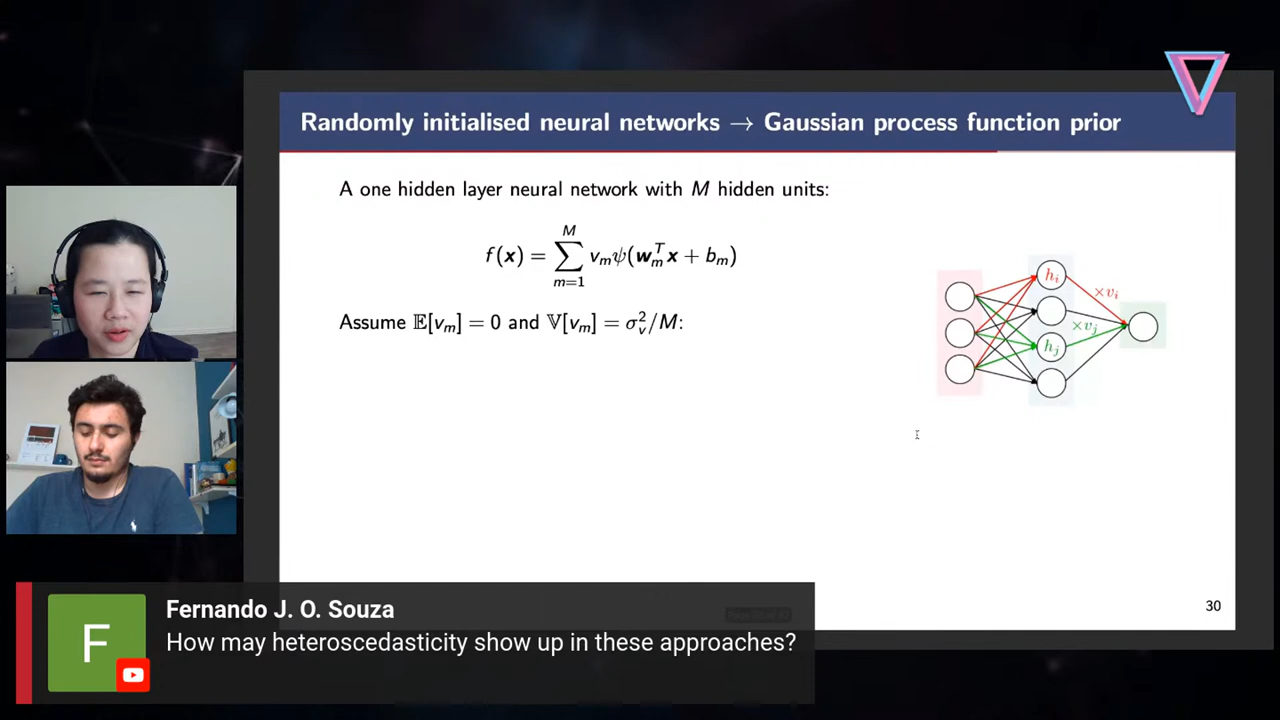 Randomly initialised neural networks → Gaussian process function prior
A one hidden layer neural network with M hidden units:
f(x) = ∑_{m=1}^{M} v_m ψ(w_m^T x + b_m)
Assume 𝔼[v_m] = 0 and 𝕍[v_m] = σ_v^2/M:
h_i
×v_i
×v_j
h_j
30
F
Fernando J. O. Souza
How may heteroscedasticity show up in these approaches?